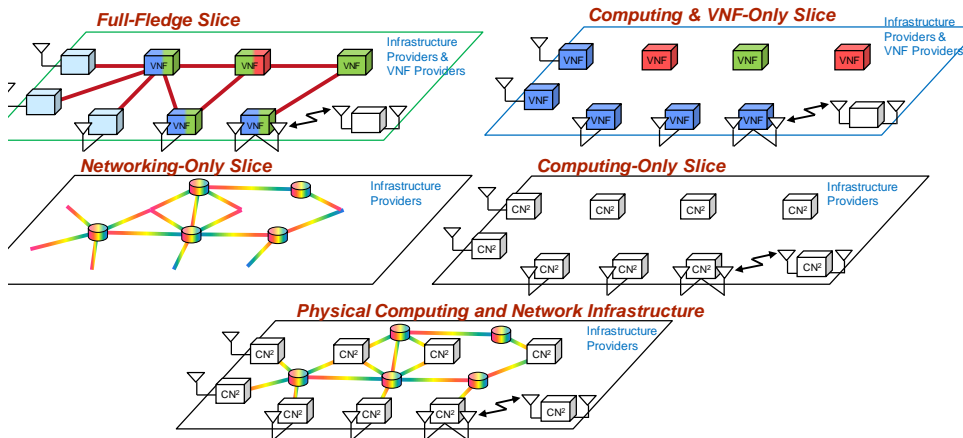 Full-Fledge Slice
Infrastructure
Providers &
VNF Providers
VNF
VNF
VNF
VNF
VNF
Computing & VNF-Only Slice
Infrastructure
Providers
& VNF Providers
VNF
VNF
VNF
VNF
VNF
VNF
VNF
VNF
Networking-Only Slice
Infrastructure
Providers
Computing-Only Slice
Infrastructure
Providers
CN²
CN²
CN²
CN²
CN²
CN²
CN²
CN²
CN²
Physical Computing and Network Infrastructure
Infrastructure
Providers
CN²
CN²
CN²
CN²
CN²
CN²
CN²
CN²
CN²